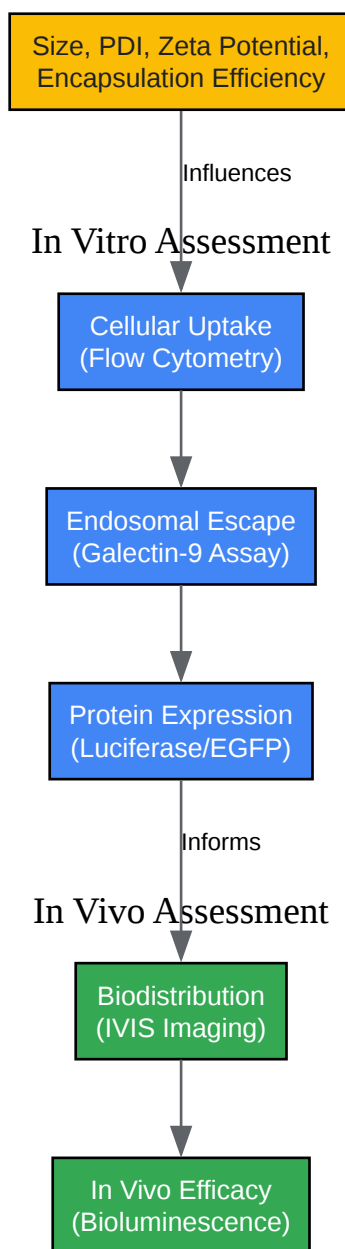 Size, PDI, Zeta Potential,
Encapsulation Efficiency
Influences
In Vitro Assessment
Cellular Uptake
(Flow Cytometry)
Endosomal Escape
(Galectin-9 Assay)
Protein Expression
(Luciferase/EGFP)
Informs
In Vivo Assessment
Biodistribution
(IVIS Imaging)
In Vivo Efficacy
(Bioluminescence)